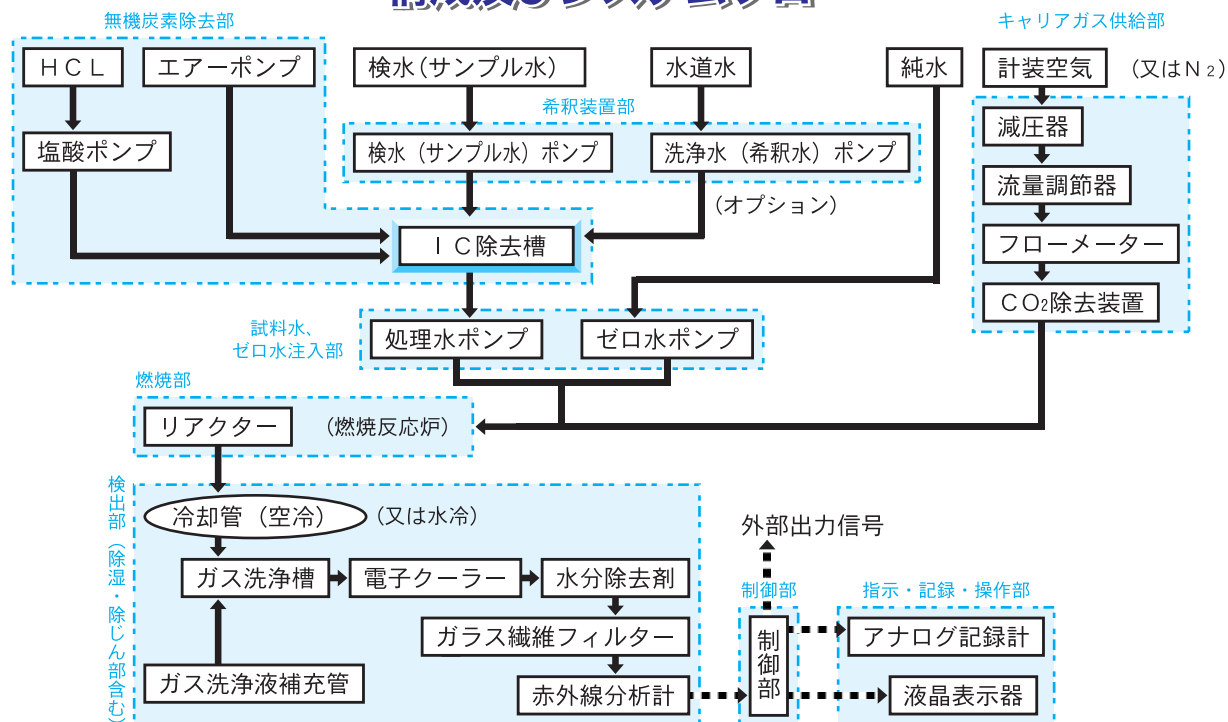 無機炭素除去部
キャリアガス供給部
ＨＣＬ
エアーポンプ
検水（サンプル水）
水道水
純水
計装空気
（又はＮ₂）
希釈装置部
減圧器
塩酸ポンプ
検水（サンプル水）ポンプ
洗浄水（希釈水）ポンプ
流量調節器
（オプション）
ＩＣ除去槽
フローメーター
CO₂除去装置
試料水、
ゼロ水注入部
処理水ポンプ
ゼロ水ポンプ
燃焼部
リアクター
（燃焼反応炉）
検出部（除湿・除じん部含む）
冷却管（空冷）
（又は水冷）
外部出力信号
ガス洗浄槽
電子クーラー
水分除去剤
制御部
指示・記録・操作部
ガラス繊維フィルター
制御部
アナログ記録計
ガス洗浄液補充管
赤外線分析計
液晶表示器